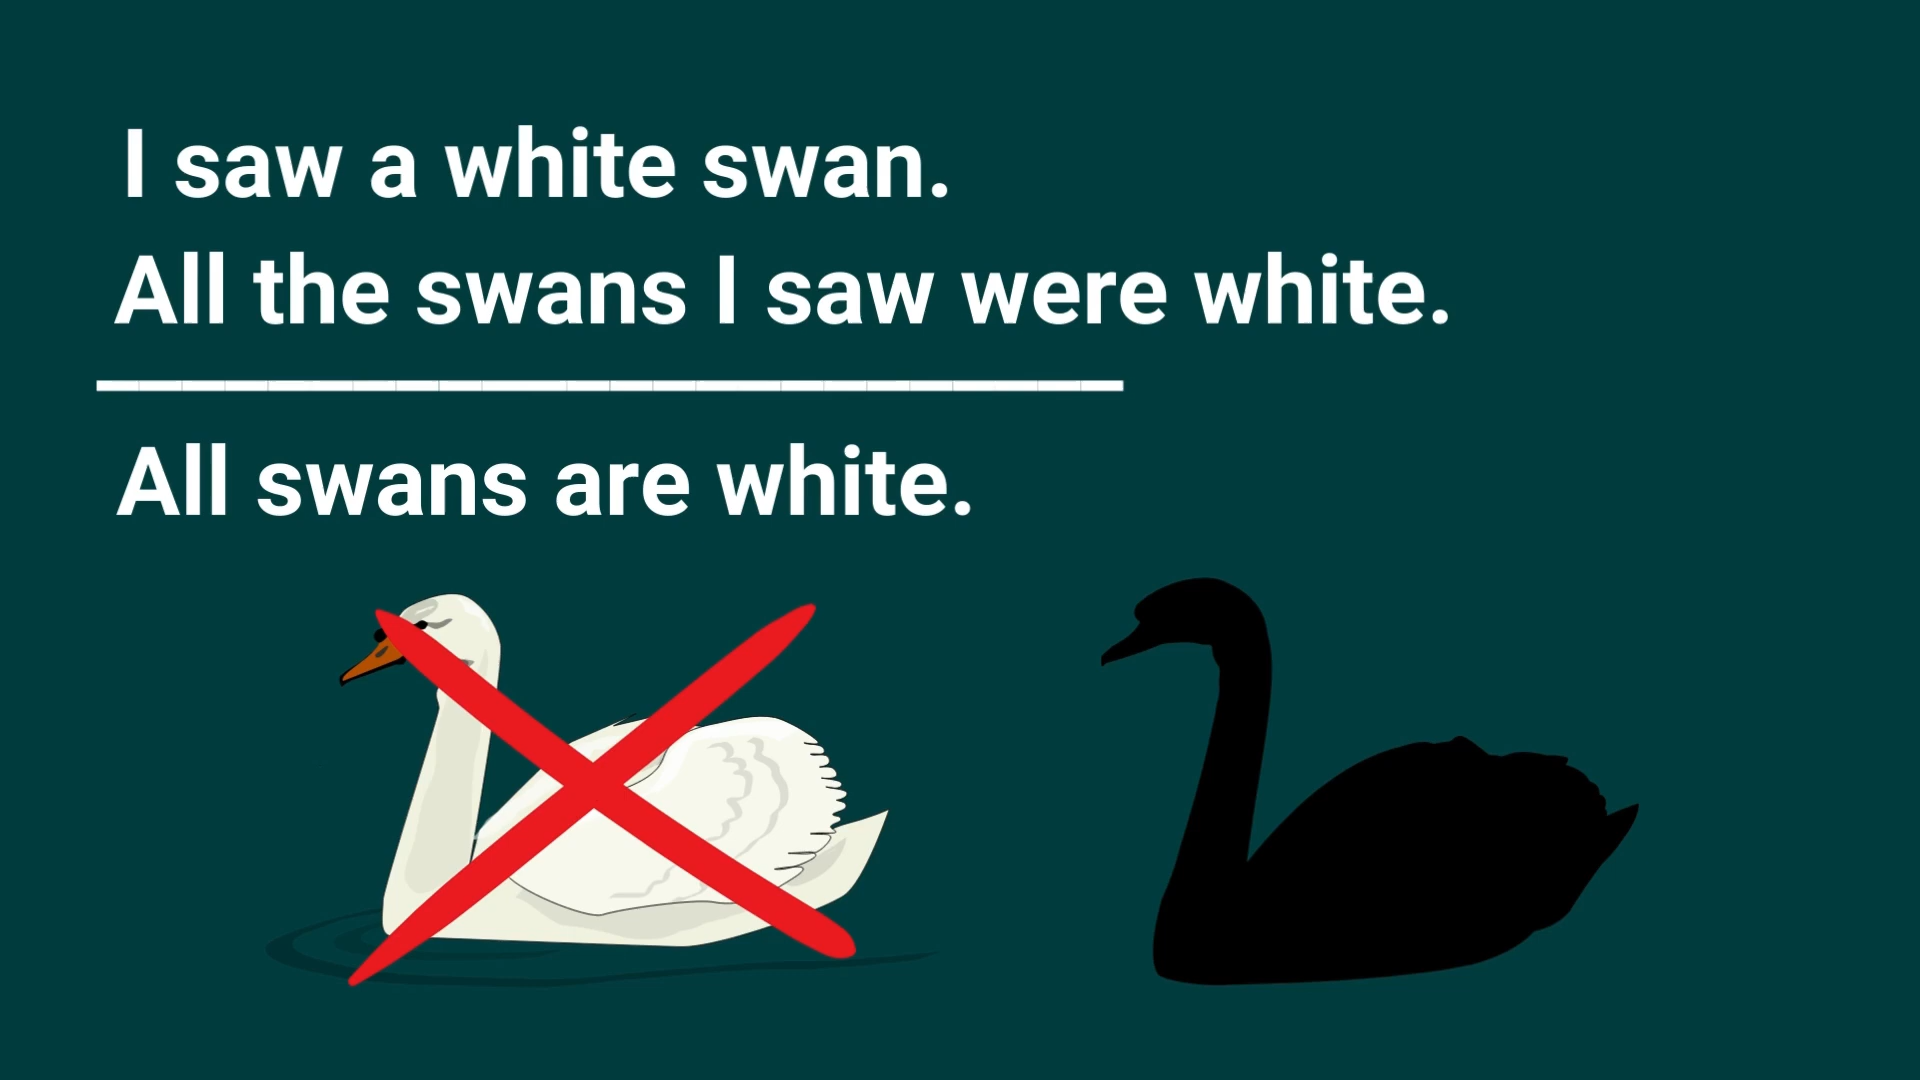 I saw a white swan.
All the swans I saw were white.
All swans are white.